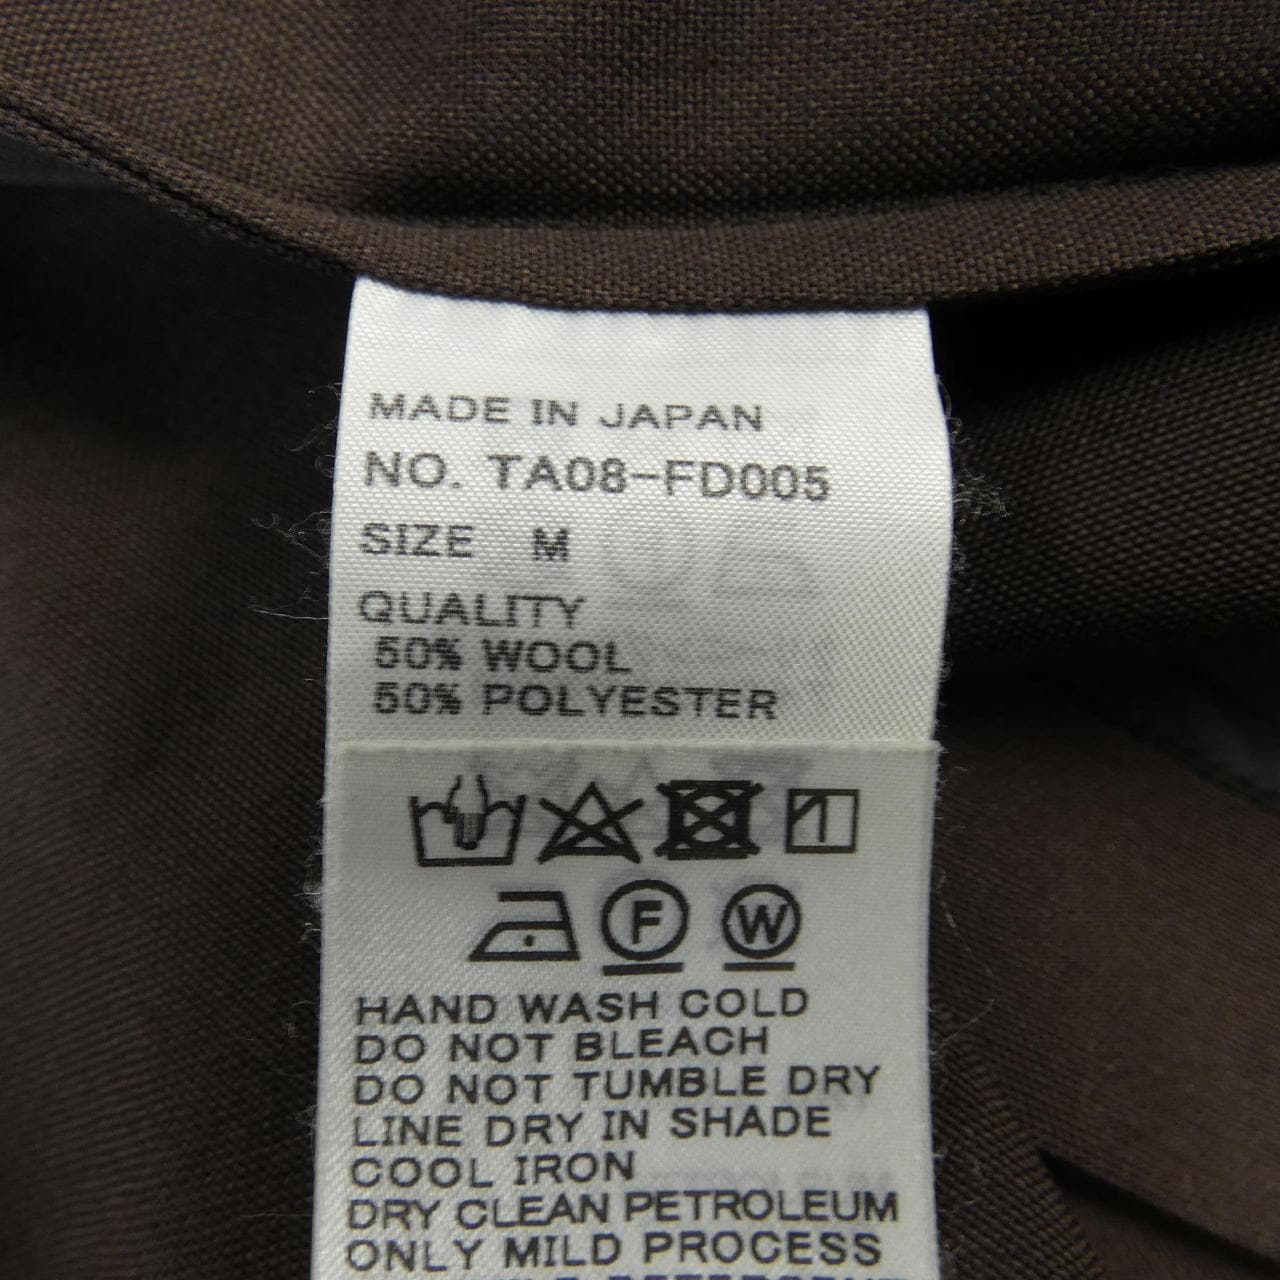 MADE IN JAPAN
NO. TA08-FD005
SIZE M
QUALITY
50% WOOL
50% POLYESTER
F W
HAND WASH COLD
DO NOT BLEACH
DO NOT TUMBLE DRY
LINE DRY IN SHADE
COOL IRON
DRY CLEAN PETROLEUM
ONLY MILD PROCESS